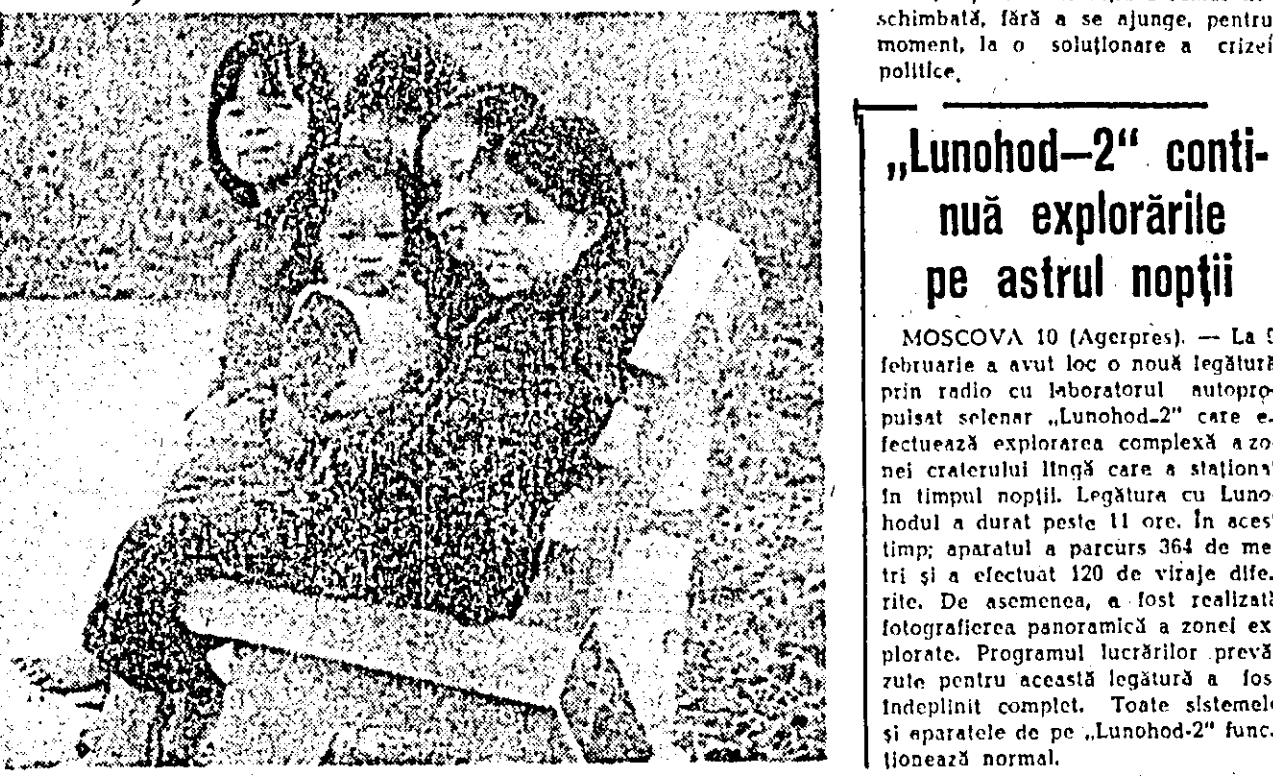 schimbată, fără a se ajunge, pentru
moment, la o soluționare a crizei
politice.
„Lunohod—2“ conti-
nuă explorările
pe astrul nopții
MOSCOVA 10 (Agerpres). — La 9
februarie a avut loc o nouă legătură
prin radio cu laboratorul autopro-
pulsat selenar „Lunohod-2“ care e-
fectuează explorarea complexă a zo-
nei craterului lîngă care a staționat
în timpul nopții. Legătura cu Luno-
hodul a durat peste 11 ore. În acest
timp; aparatul a parcurs 364 de me-
tri și a efectuat 120 de viraje dife-
rite. De asemenea, a fost realizată
fotografierea panoramică a zonei ex-
plorate. Programul lucrărilor prevă-
zute pentru această legătură a fost
îndeplinit complet. Toate sistemele
și aparatele de pe „Lunohod-2“ func-
ționează normal.